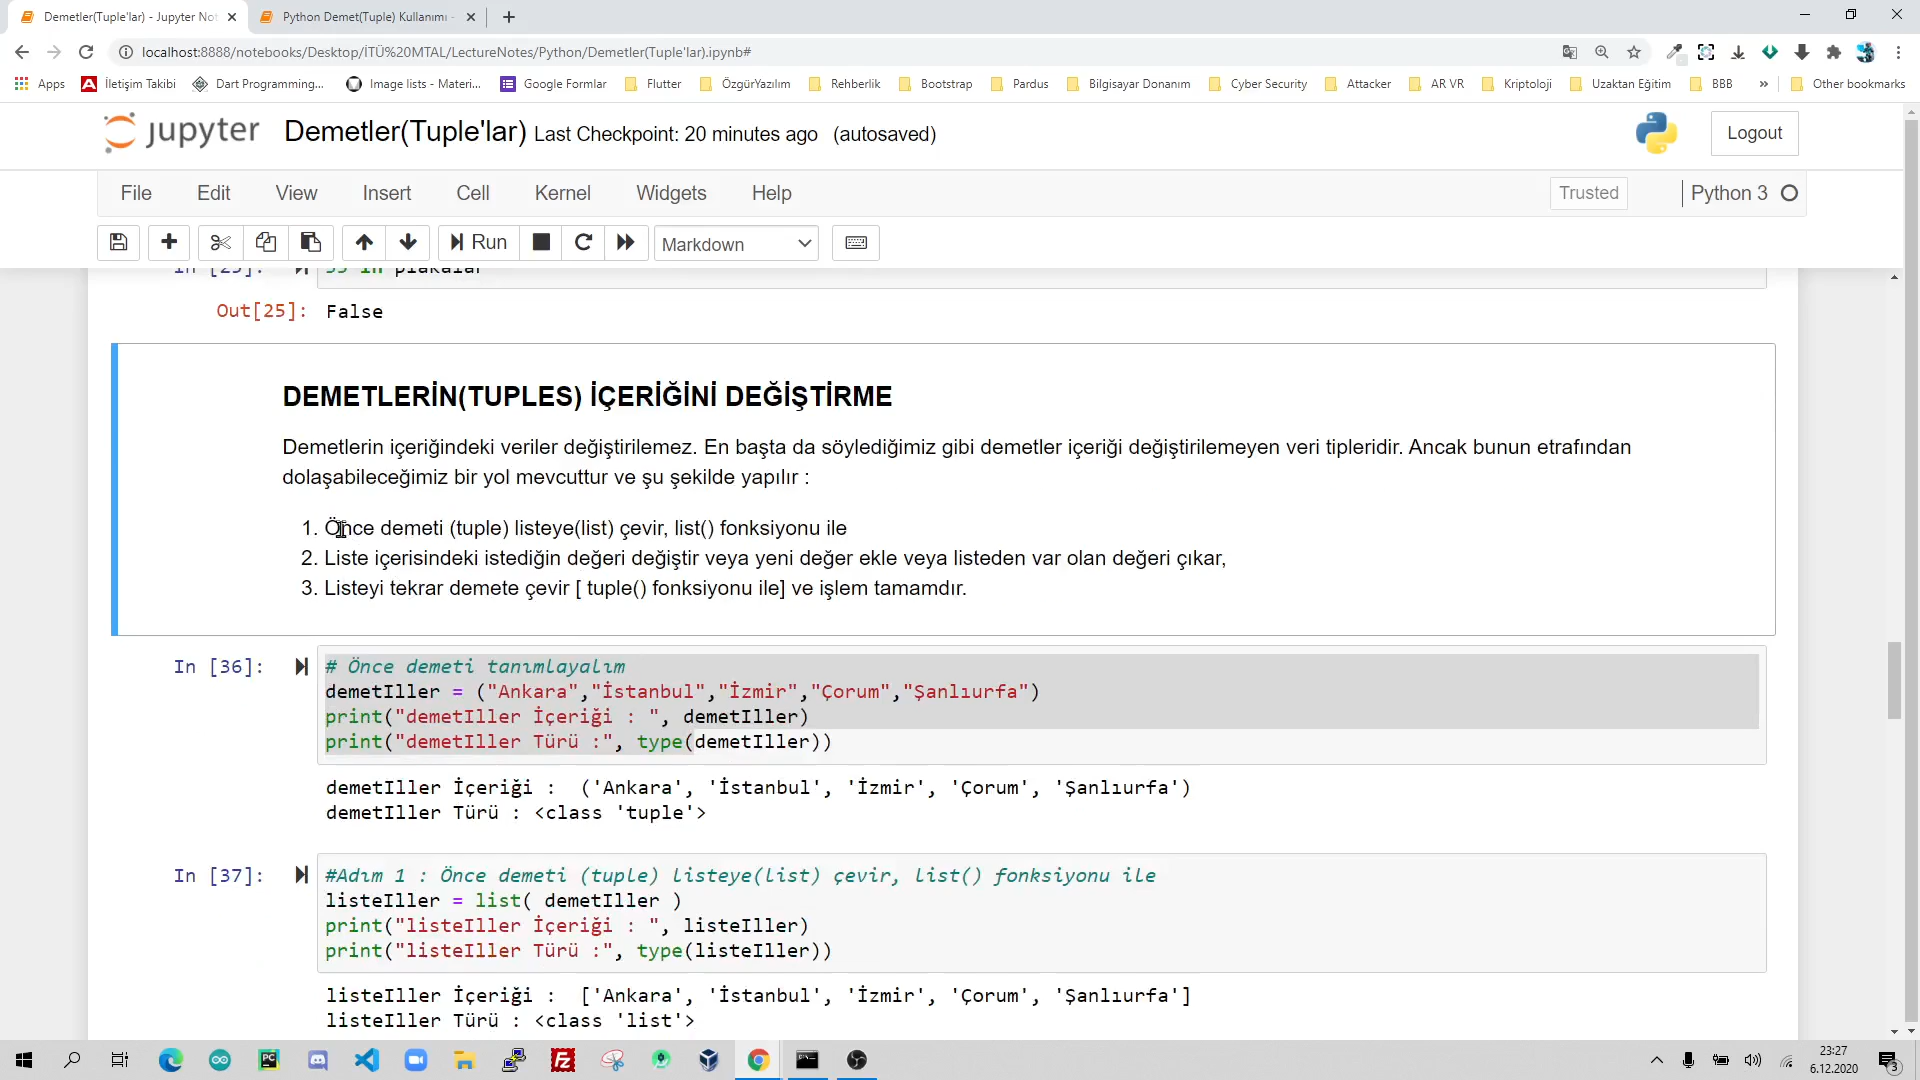 Demetler(Tuple'lar) - Jupyter Not
Python Demet(Tuple) Kullanımı -
localhost:8888/notebooks/Desktop/İTÜ%20MTAL/LectureNotes/Python/Demetler(Tuple'lar).ipynb#
Apps İletişim Takibi Dart Programming... Image lists - Materi... Google Formlar Flutter ÖzgürYazılım Rehberlik Bootstrap Pardus Bilgisayar Donanım Cyber Security Attacker AR VR Kriptoloji Uzaktan Eğitim BBB » Other bookmarks
jupyter Demetler(Tuple'lar) Last Checkpoint: 20 minutes ago (autosaved) Logout
File Edit View Insert Cell Kernel Widgets Help Trusted Python 3
Run Markdown
In [25]: in plakalar
Out[25]: False
DEMETLERİN(TUPLES) İÇERİĞİNİ DEĞİŞTİRME
Demetlerin içeriğindeki veriler değiştirilemez. En başta da söylediğimiz gibi demetler içeriği değiştirilemeyen veri tipleridir. Ancak bunun etrafından
dolaşabileceğimiz bir yol mevcuttur ve şu şekilde yapılır :
1. Önce demeti (tuple) listeye(list) çevir, list() fonksiyonu ile
2. Liste içerisindeki istediğin değeri değiştir veya yeni değer ekle veya listeden var olan değeri çıkar,
3. Listeyi tekrar demete çevir [ tuple() fonksiyonu ile] ve işlem tamamdır.
In [36]: # Önce demeti tanımlayalım
demetIller = ("Ankara","İstanbul","İzmir","Çorum","Şanlıurfa")
print("demetIller İçeriği : ", demetIller)
print("demetIller Türü :", type(demetIller))
demetIller İçeriği :  ('Ankara', 'İstanbul', 'İzmir', 'Çorum', 'Şanlıurfa')
demetIller Türü : <class 'tuple'>
In [37]: #Adım 1 : Önce demeti (tuple) listeye(list) çevir, list() fonksiyonu ile
listeIller = list( demetIller )
print("listeIller İçeriği : ", listeIller)
print("listeIller Türü :", type(listeIller))
listeIller İçeriği :  ['Ankara', 'İstanbul', 'İzmir', 'Çorum', 'Şanlıurfa']
listeIller Türü : <class 'list'>
23:27
6.12.2020
3